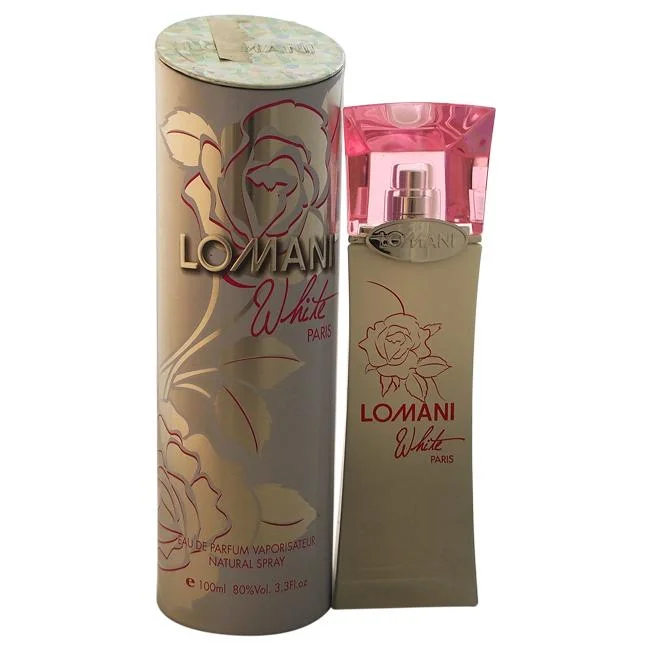 LOMANI
LOMANI
White
PARIS
EAU DE PARFUM VAPORISATEUR
NATURAL SPRAY
e 100ml 80%Vol. 3.3Fl.oz
LOMANI
LOMANI
White
PARIS